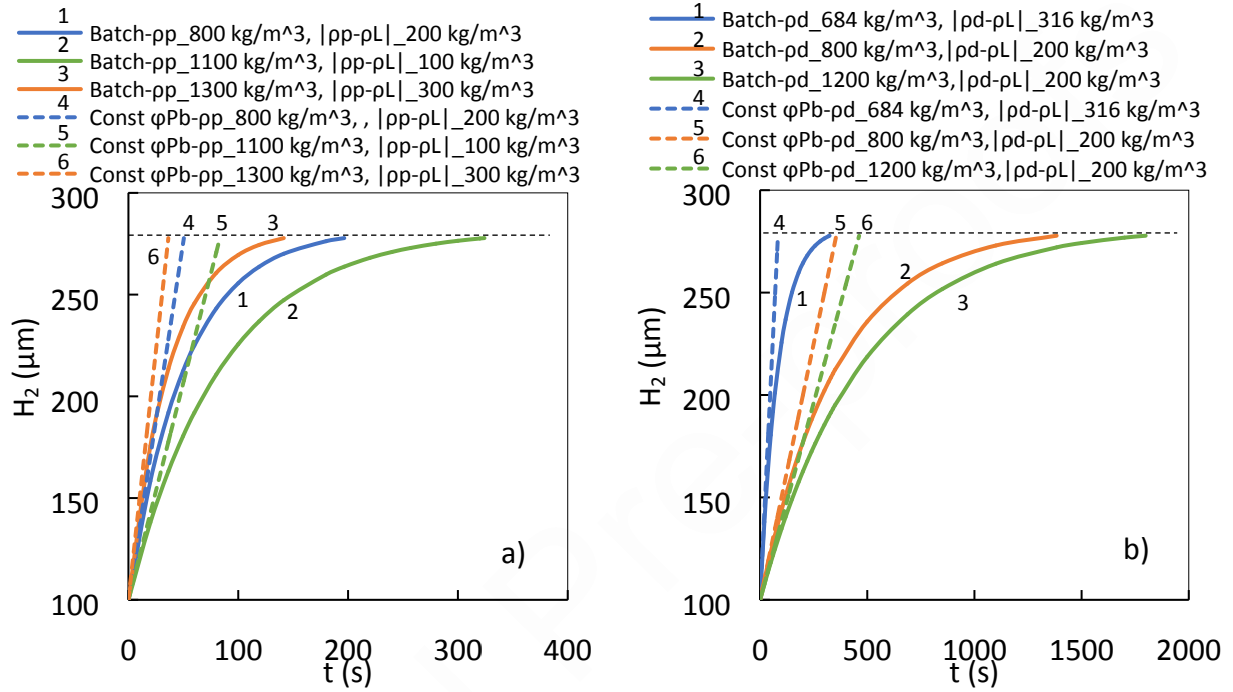 1
Batch-ρp_800 kg/m^3, |ρp-ρL|_200 kg/m^3
2
Batch-ρp_1100 kg/m^3, |ρp-ρL|_100 kg/m^3
3
Batch-ρp_1300 kg/m^3, |ρp-ρL|_300 kg/m^3
4
Const φPb-ρp_800 kg/m^3, , |ρp-ρL|_200 kg/m^3
5
Const φPb-ρp_1100 kg/m^3, |ρp-ρL|_100 kg/m^3
6
Const φPb-ρp_1300 kg/m^3, |ρp-ρL|_300 kg/m^3
300
250
200
150
100
H₂ (μm)
6 4 5 3
1
2
a)
0 100 200 300 400
t (s)
1
Batch-ρd_684 kg/m^3, |ρd-ρL|_316 kg/m^3
2
Batch-ρd_800 kg/m^3,|ρd-ρL|_200 kg/m^3
3
Batch-ρd_1200 kg/m^3,|ρd-ρL|_200 kg/m^3
4
Const φPb-ρd_684 kg/m^3, |ρd-ρL|_316 kg/m^3
5
Const φPb-ρd_800 kg/m^3,|ρd-ρL|_200 kg/m^3
6
Const φPb-ρd_1200 kg/m^3,|ρd-ρL|_200 kg/m^3
300
250
200
150
100
H₂ (μm)
4 5 6
1
2
3
b)
0 500 1000 1500 2000
t (s)